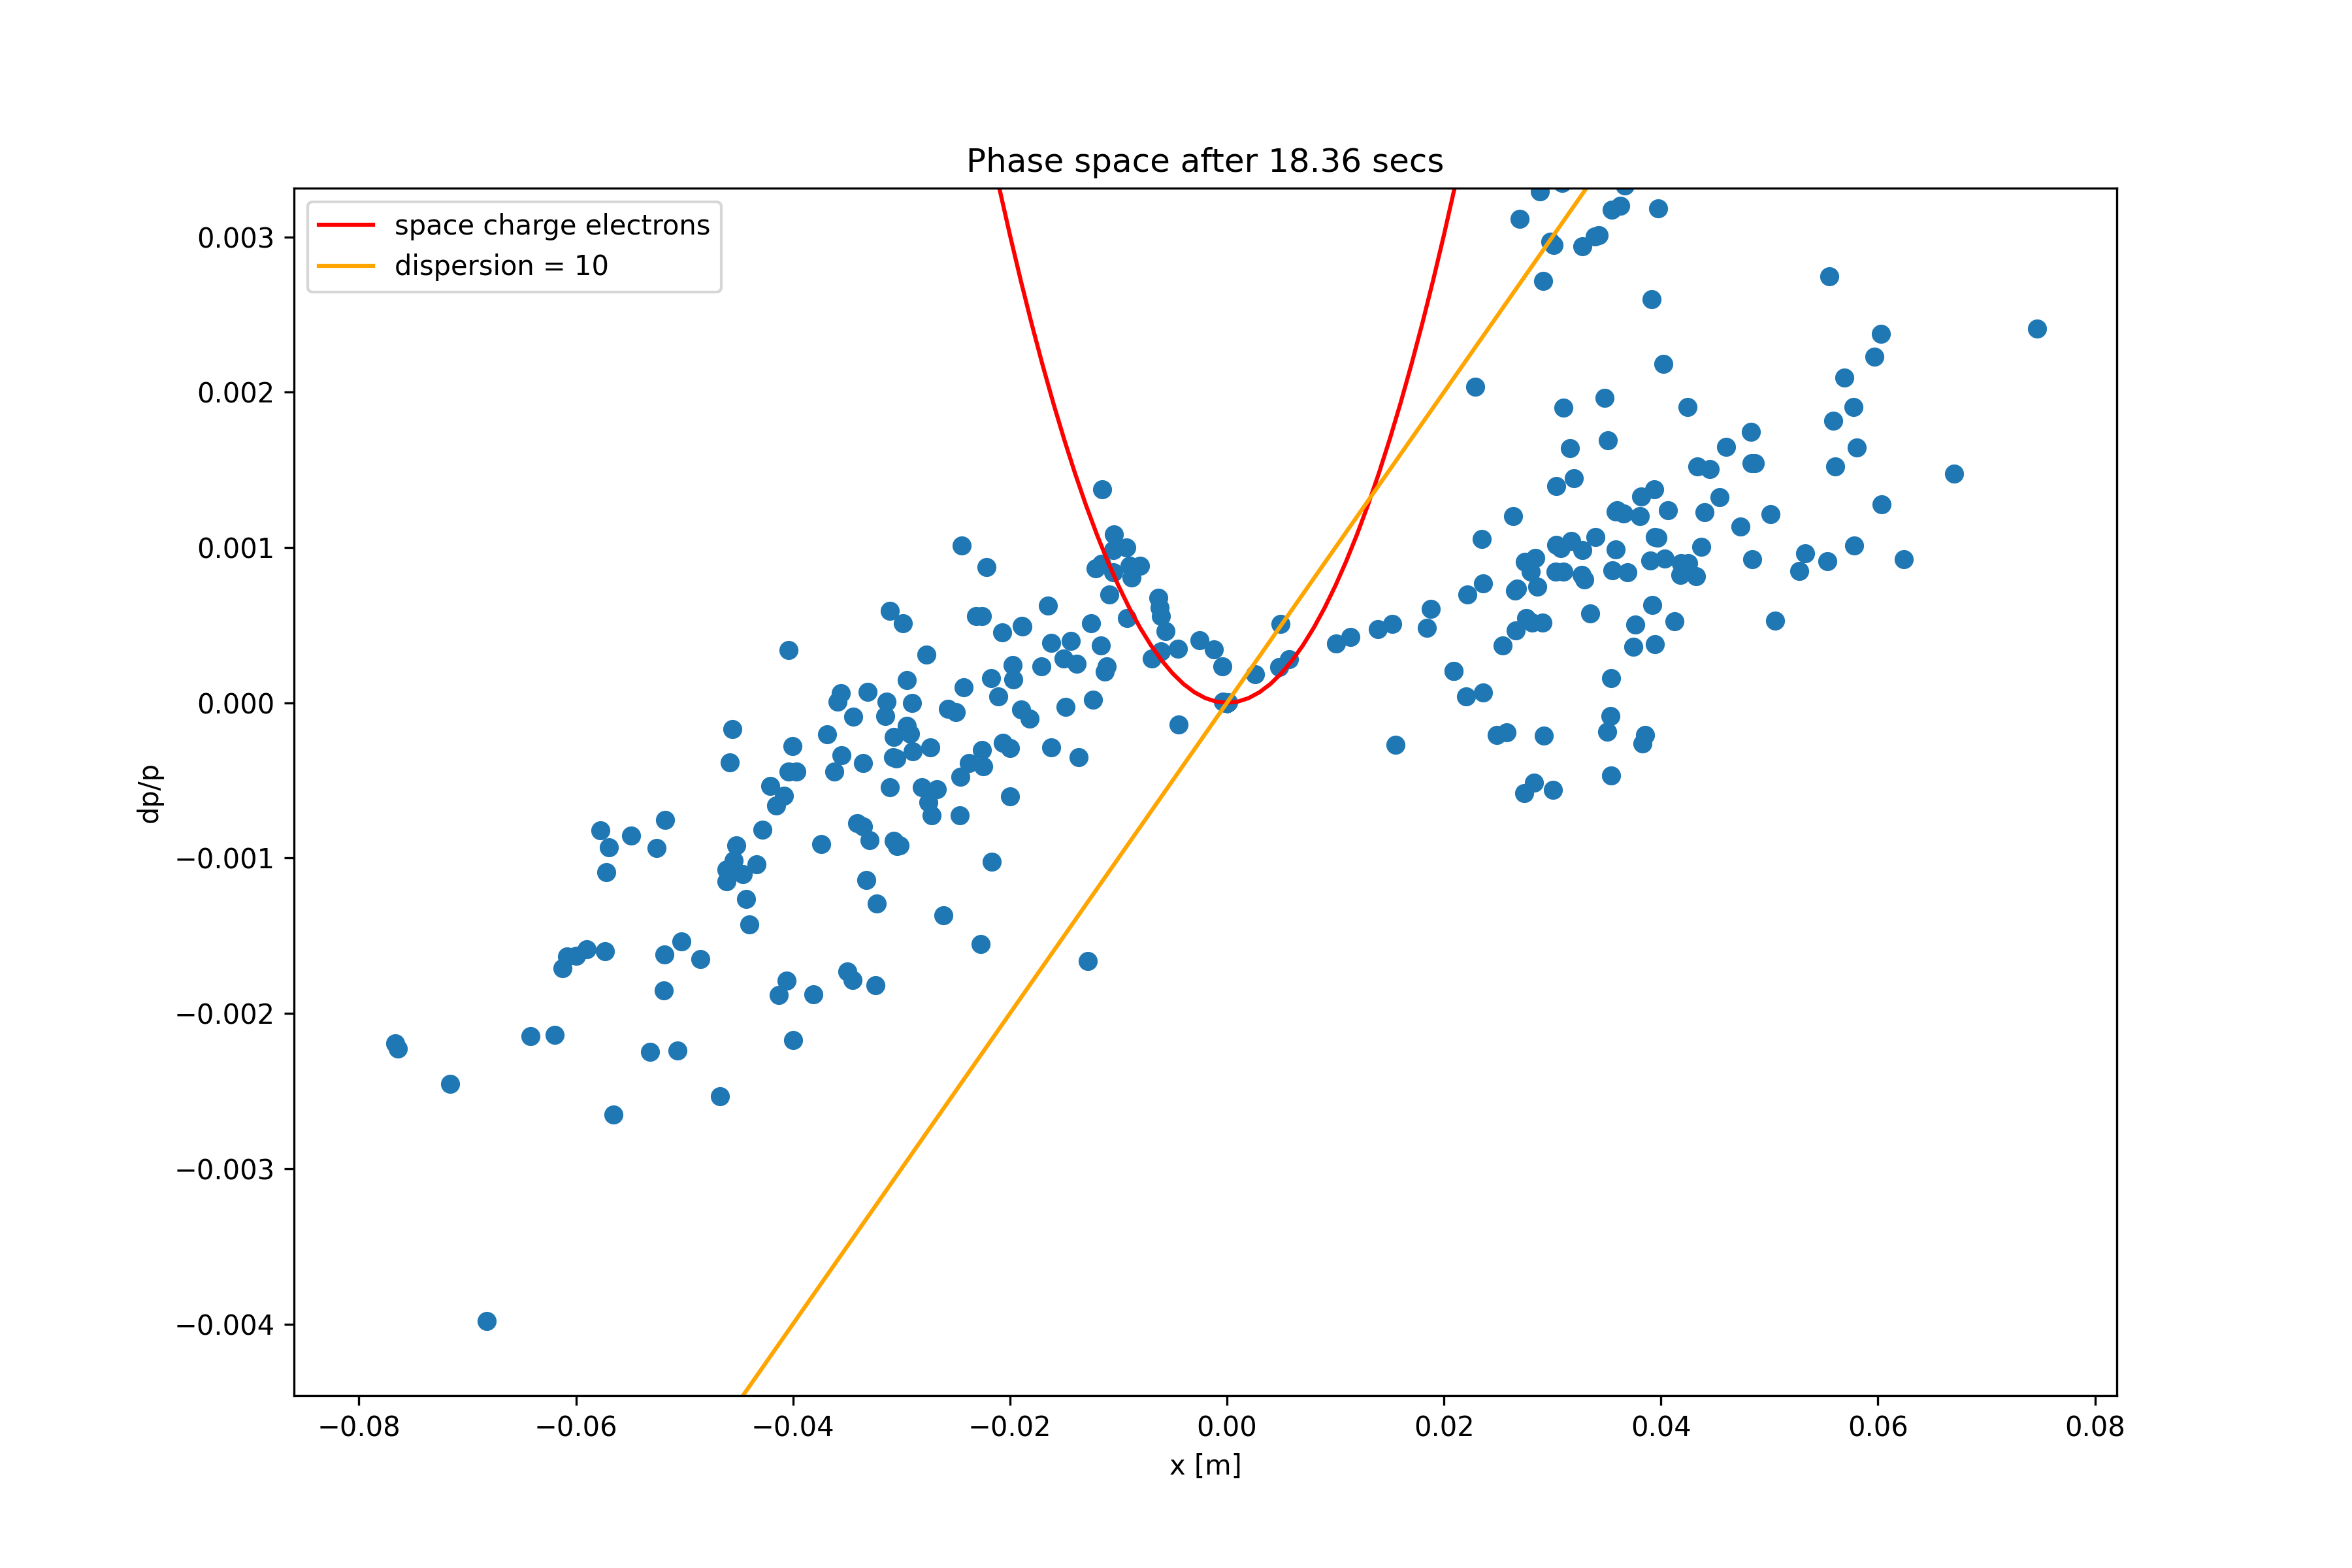 Phase space after 18.36 secs
space charge electrons
dispersion = 10
0.003
0.002
0.001
0.000
−0.001
−0.002
−0.003
−0.004
dp/p
−0.08 −0.06 −0.04 −0.02 0.00 0.02 0.04 0.06 0.08
x [m]